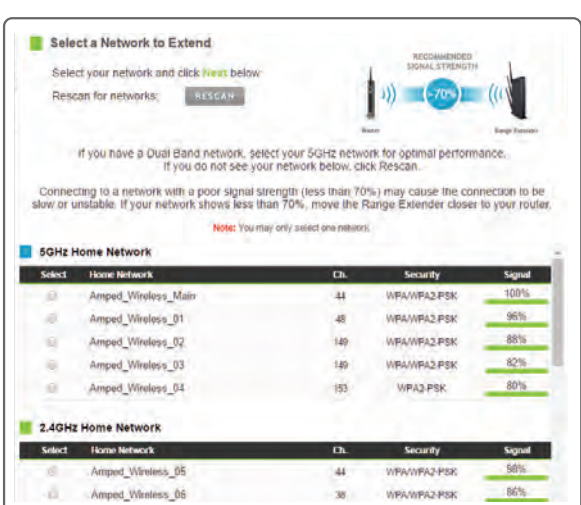 Select a Network to Extend
Select your network and click Next below
Rescan for networks: RESCAN
RECOMMENDED
SIGNAL STRENGTH
>70%
Router Range Extender
If you have a Dual Band network, select your 5GHz network for optimal performance.
If you do not see your network below, click Rescan.
Connecting to a network with a poor signal strength (less than 70%) may cause the connection to be
slow or unstable. If your network shows less than 70%, move the Range Extender closer to your router.
Note: You may only select one network.
5GHz Home Network
Select Home Network Ch. Security Signal
Amped_Wireless_Main 44 WPA/WPA2-PSK 100%
Amped_Wireless_01 48 WPA/WPA2-PSK 96%
Amped_Wireless_02 149 WPA/WPA2-PSK 88%
Amped_Wireless_03 149 WPA/WPA2-PSK 82%
Amped_Wireless_04 153 WPA2-PSK 80%
2.4GHz Home Network
Select Home Network Ch. Security Signal
Amped_Wireless_05 44 WPA/WPA2-PSK
Amped_Wireless_06 38 WPA/WPA2-PSK 86%